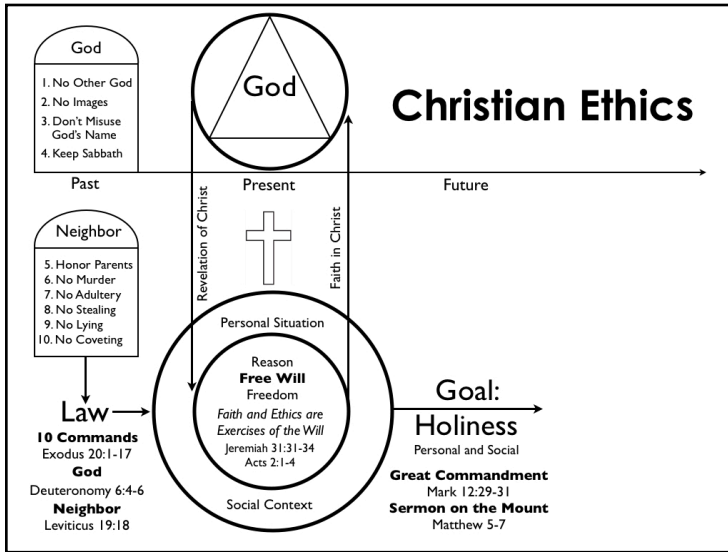 God
1. No Other God
2. No Images
3. Don't Misuse
God's Name
4. Keep Sabbath
God
Christian Ethics
Past
Present
Future
Neighbor
5. Honor Parents
6. No Murder
7. No Adultery
8. No Stealing
9. No Lying
10. No Coveting
Revelation of Christ
Faith in Christ
Personal Situation
Reason
Free Will
Freedom
Faith and Ethics are
Exercises of the Will
Jeremiah 31:31-34
Acts 2:1-4
Social Context
Law
10 Commands
Exodus 20:1-17
God
Deuteronomy 6:4-6
Neighbor
Leviticus 19:18
Goal:
Holiness
Personal and Social
Great Commandment
Mark 12:29-31
Sermon on the Mount
Matthew 5-7